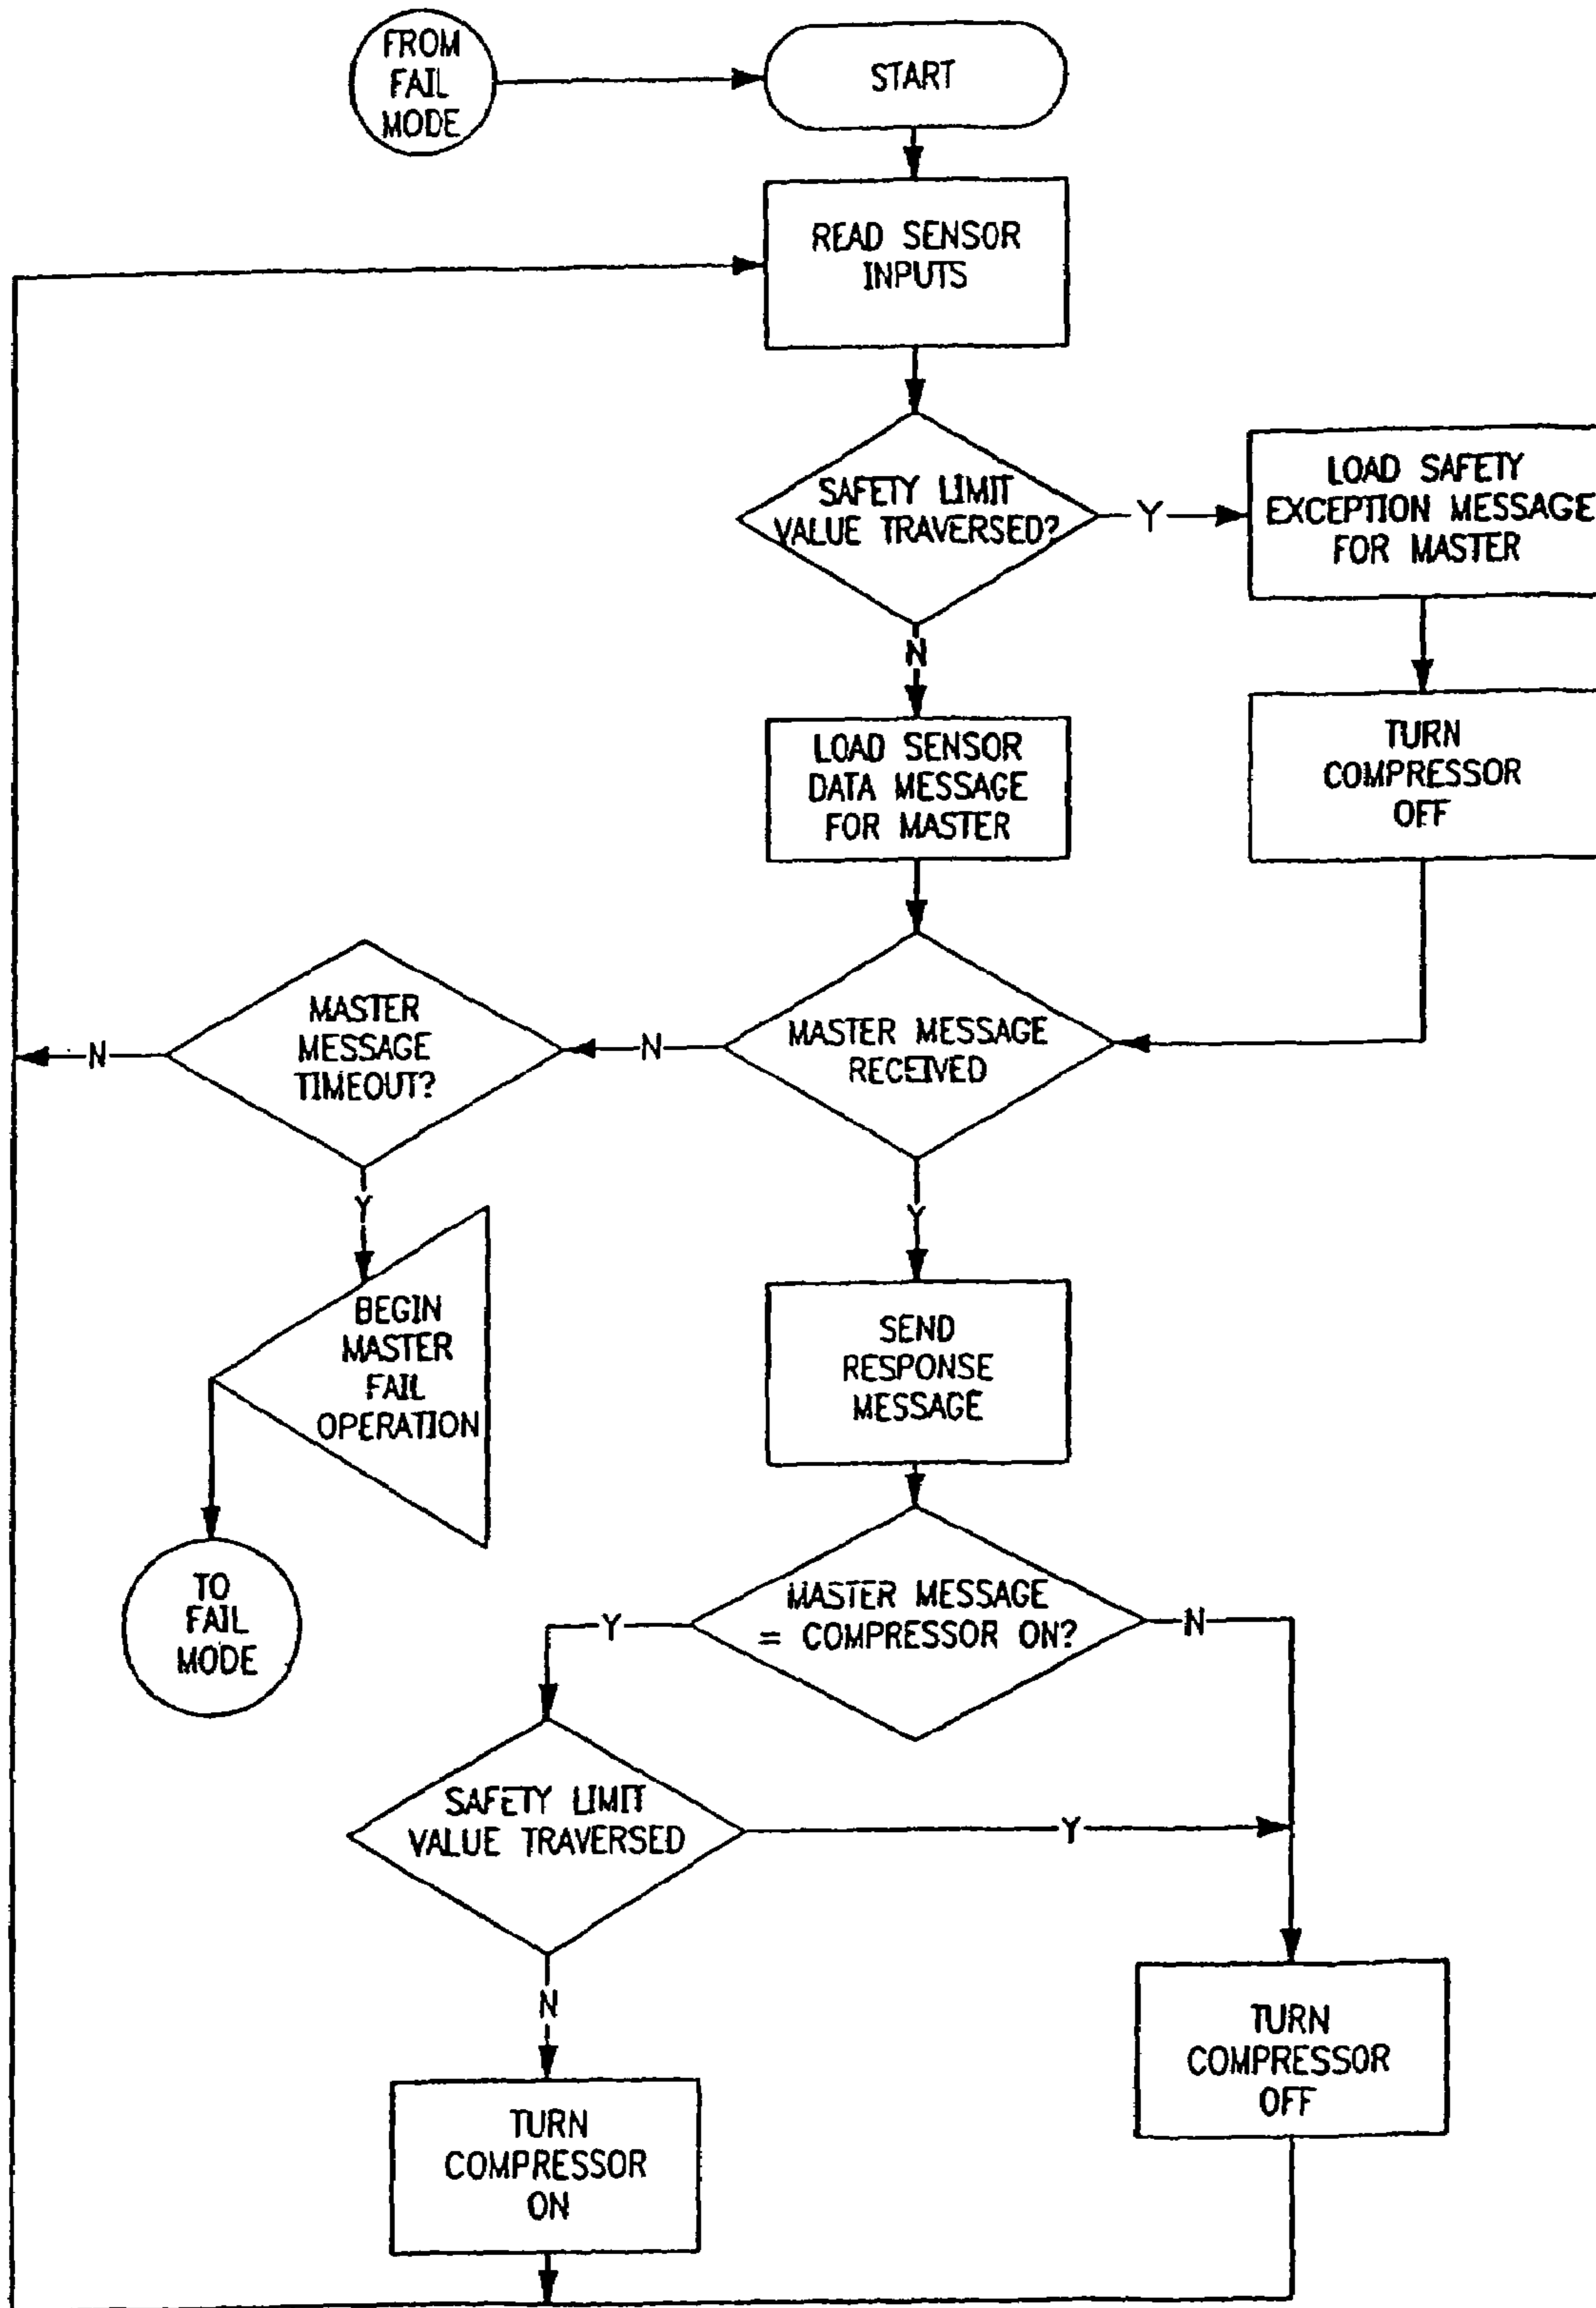 FROM
FAIL
MODE
START
READ SENSOR
INPUTS
SAFETY LIMIT
VALUE TRAVERSED?
Y
LOAD SAFETY
EXCEPTION MESSAGE
FOR MASTER
N
TURN
COMPRESSOR
OFF
LOAD SENSOR
DATA MESSAGE
FOR MASTER
MASTER MESSAGE
RECEIVED
N
MASTER
MESSAGE
TIMEOUT?
N
Y
Y
BEGIN
MASTER
FAIL
OPERATION
SEND
RESPONSE
MESSAGE
TO
FAIL
MODE
MASTER MESSAGE
= COMPRESSOR ON?
Y
N
SAFETY LIMIT
VALUE TRAVERSED
Y
N
TURN
COMPRESSOR
OFF
TURN
COMPRESSOR
ON